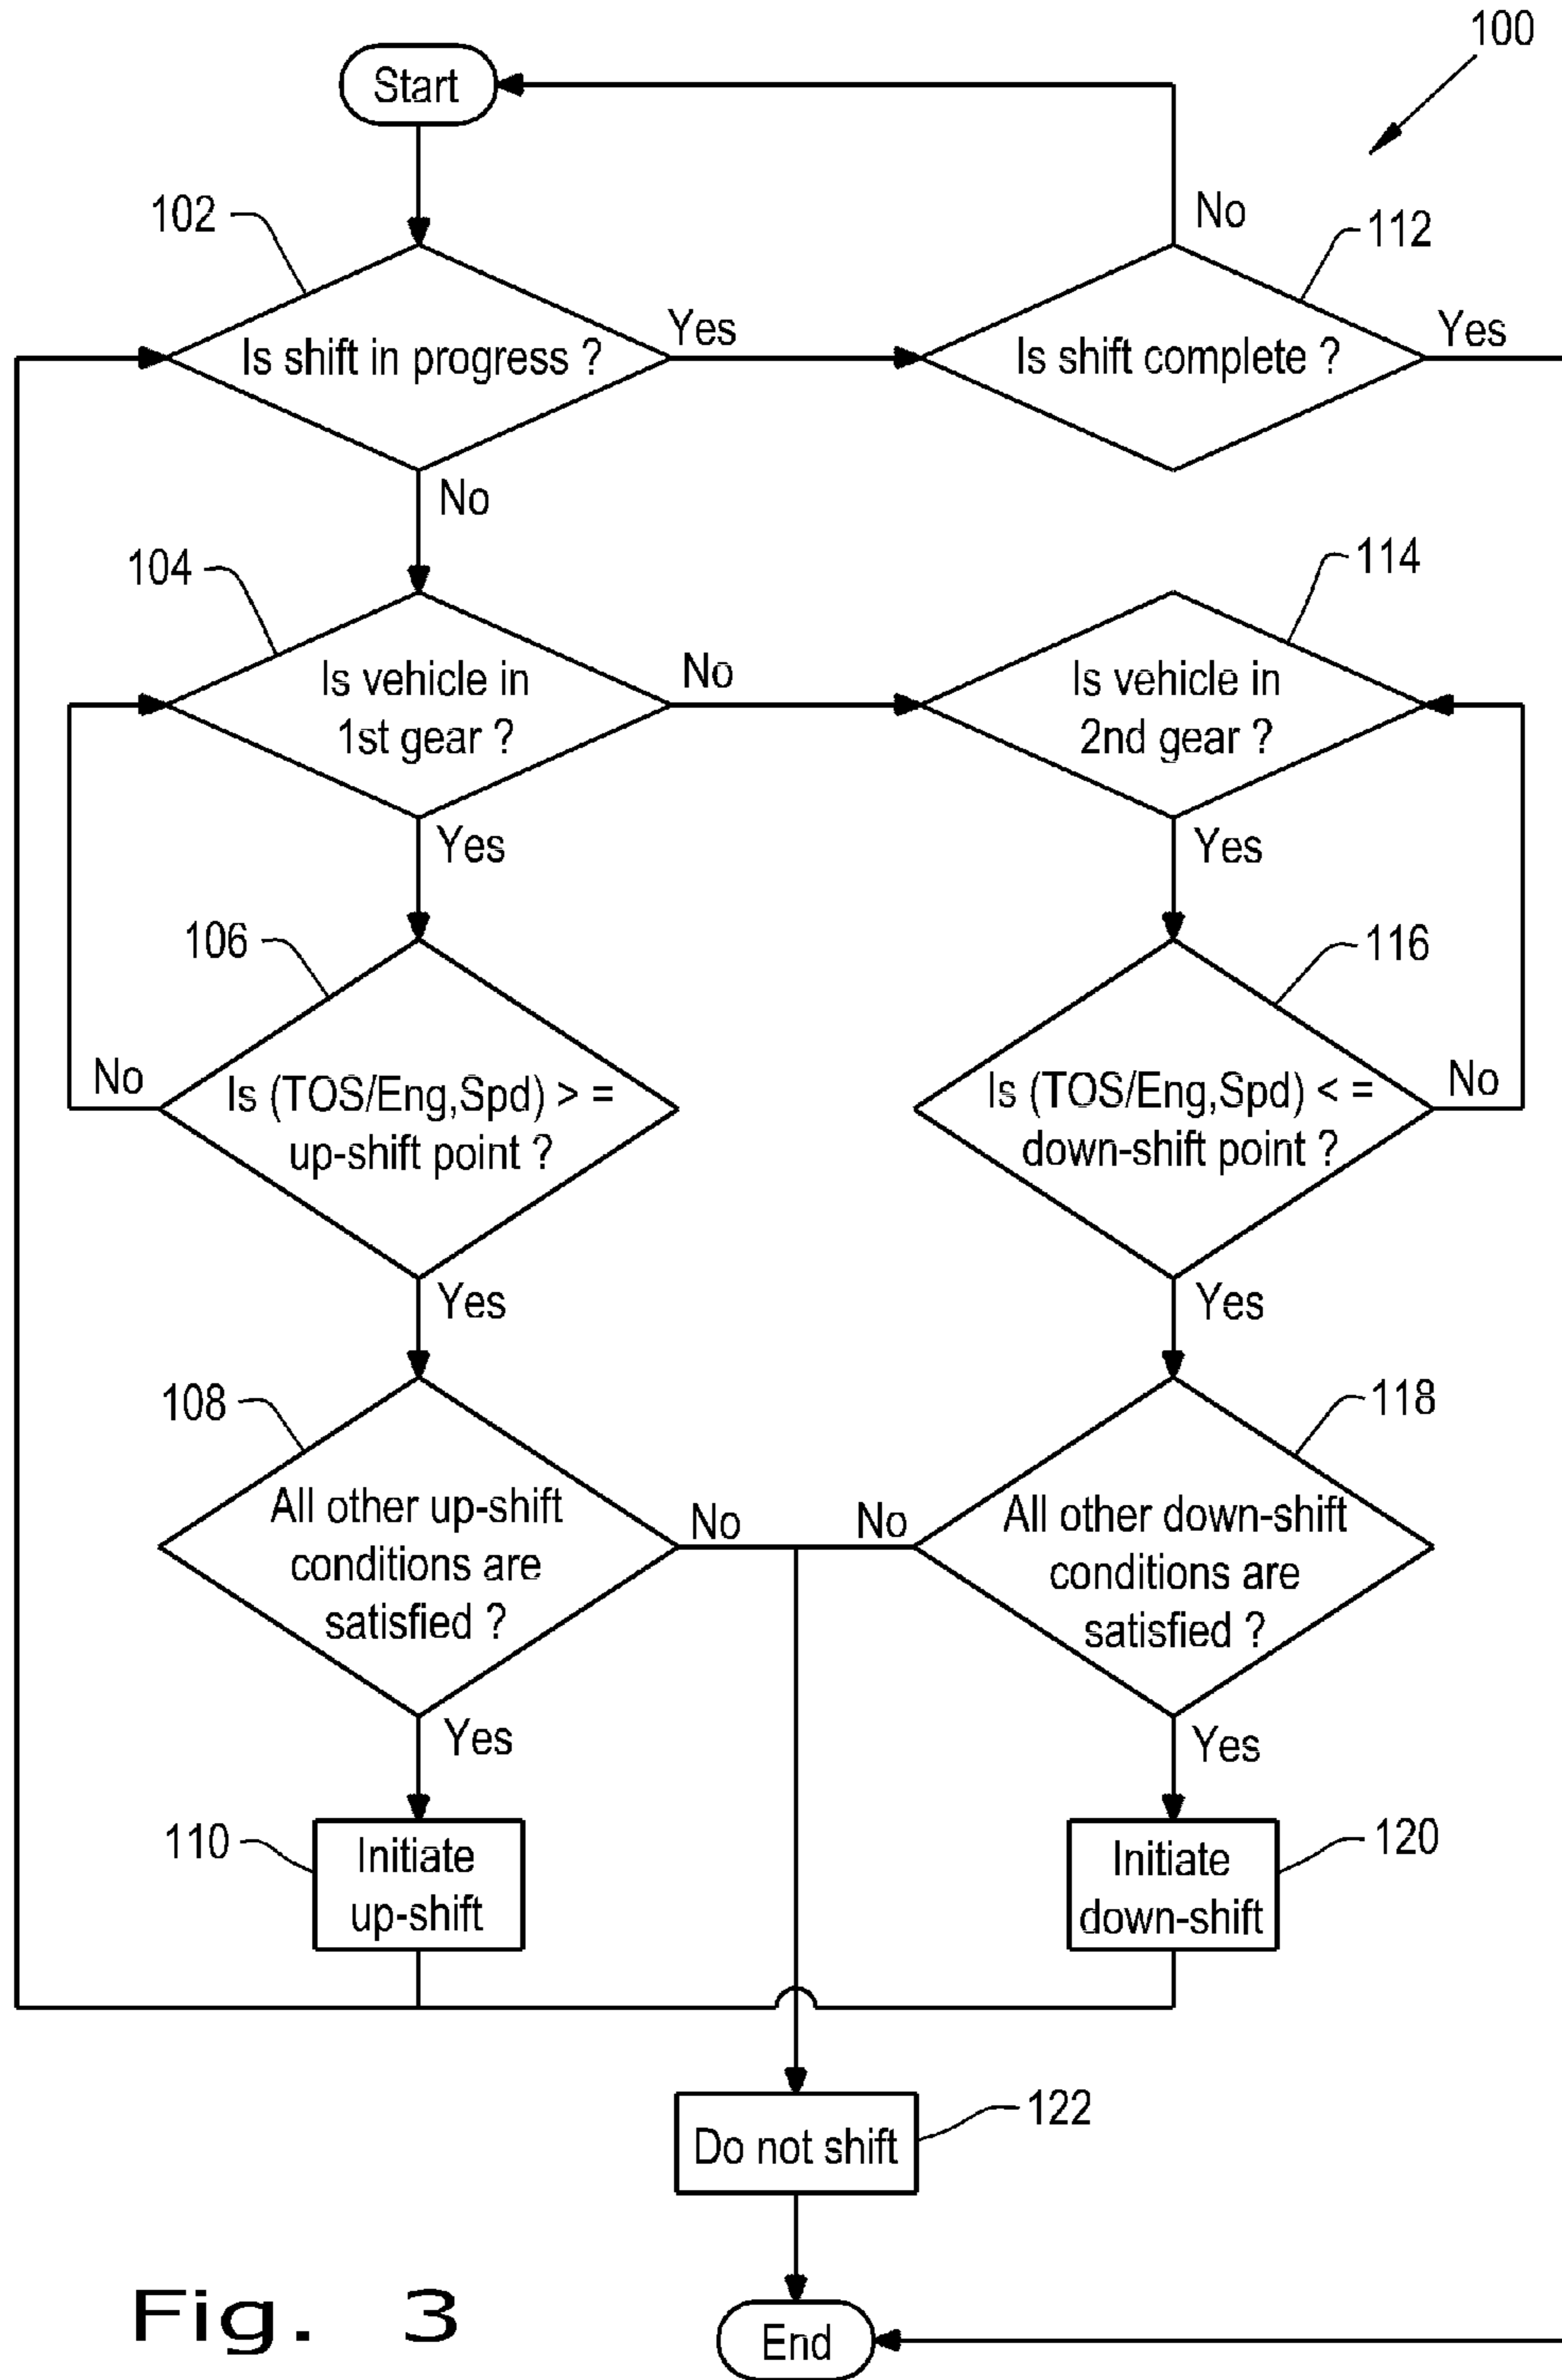 100
Start
No
102
112
Is shift in progress ?
Yes
Is shift complete ?
Yes
No
104
114
Is vehicle in
1st gear ?
No
Is vehicle in
2nd gear ?
Yes
Yes
106
116
No
Is (TOS/Eng,Spd) > =
up-shift point ?
Is (TOS/Eng,Spd) < =
down-shift point ?
No
Yes
Yes
108
118
All other up-shift
conditions are
satisfied ?
No
No
All other down-shift
conditions are
satisfied ?
Yes
Yes
110
Initiate
up-shift
Initiate
down-shift
120
Do not shift
122
End
Fig. 3